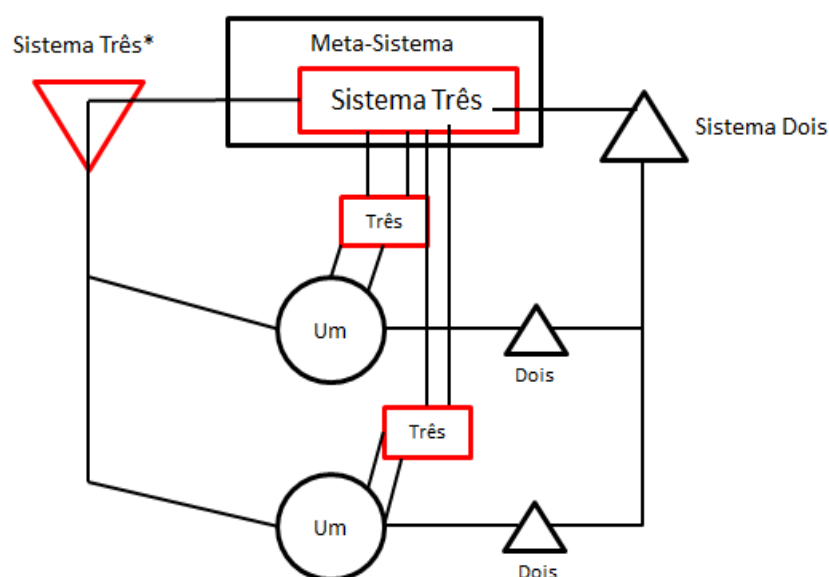 Sistema Três*
Meta-Sistema
Sistema Três
Sistema Dois
Três
Um
Dois
Três
Um
Dois